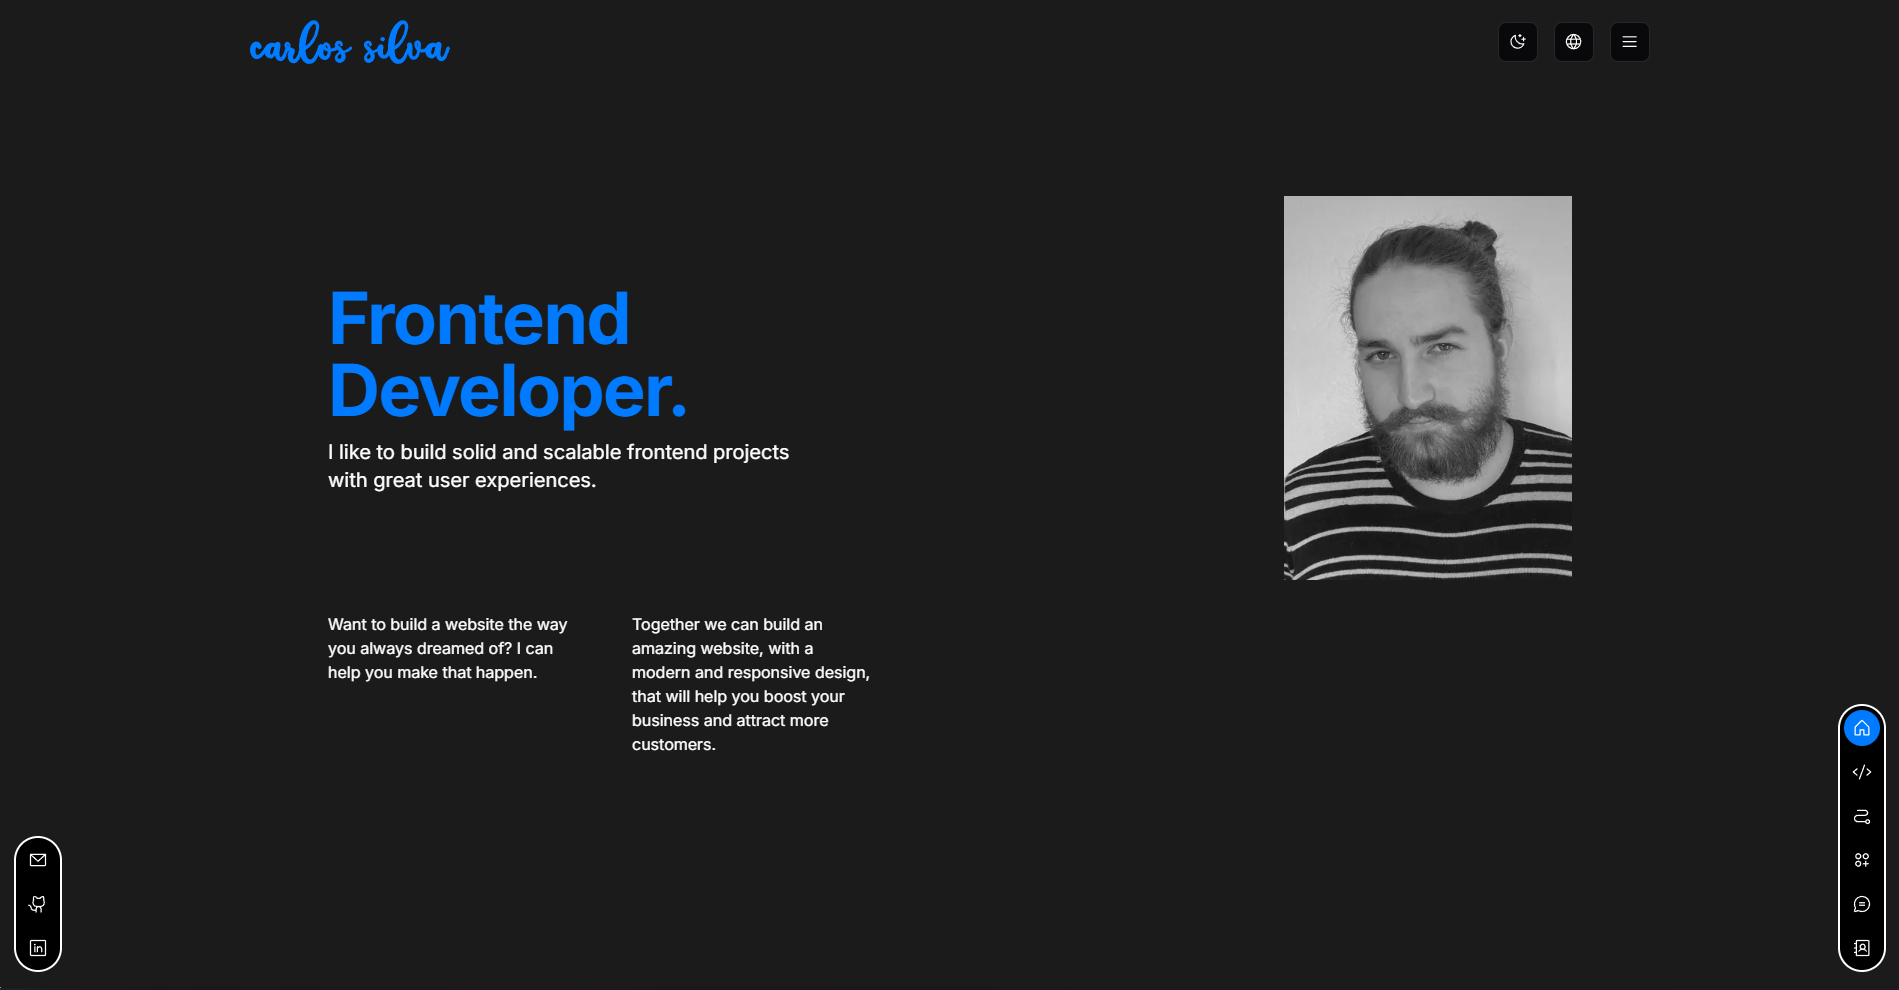 carlos silva
Frontend
Developer.
I like to build solid and scalable frontend projects
with great user experiences.
Want to build a website the way
you always dreamed of? I can
help you make that happen.
Together we can build an
amazing website, with a
modern and responsive design,
that will help you boost your
business and attract more
customers.
in